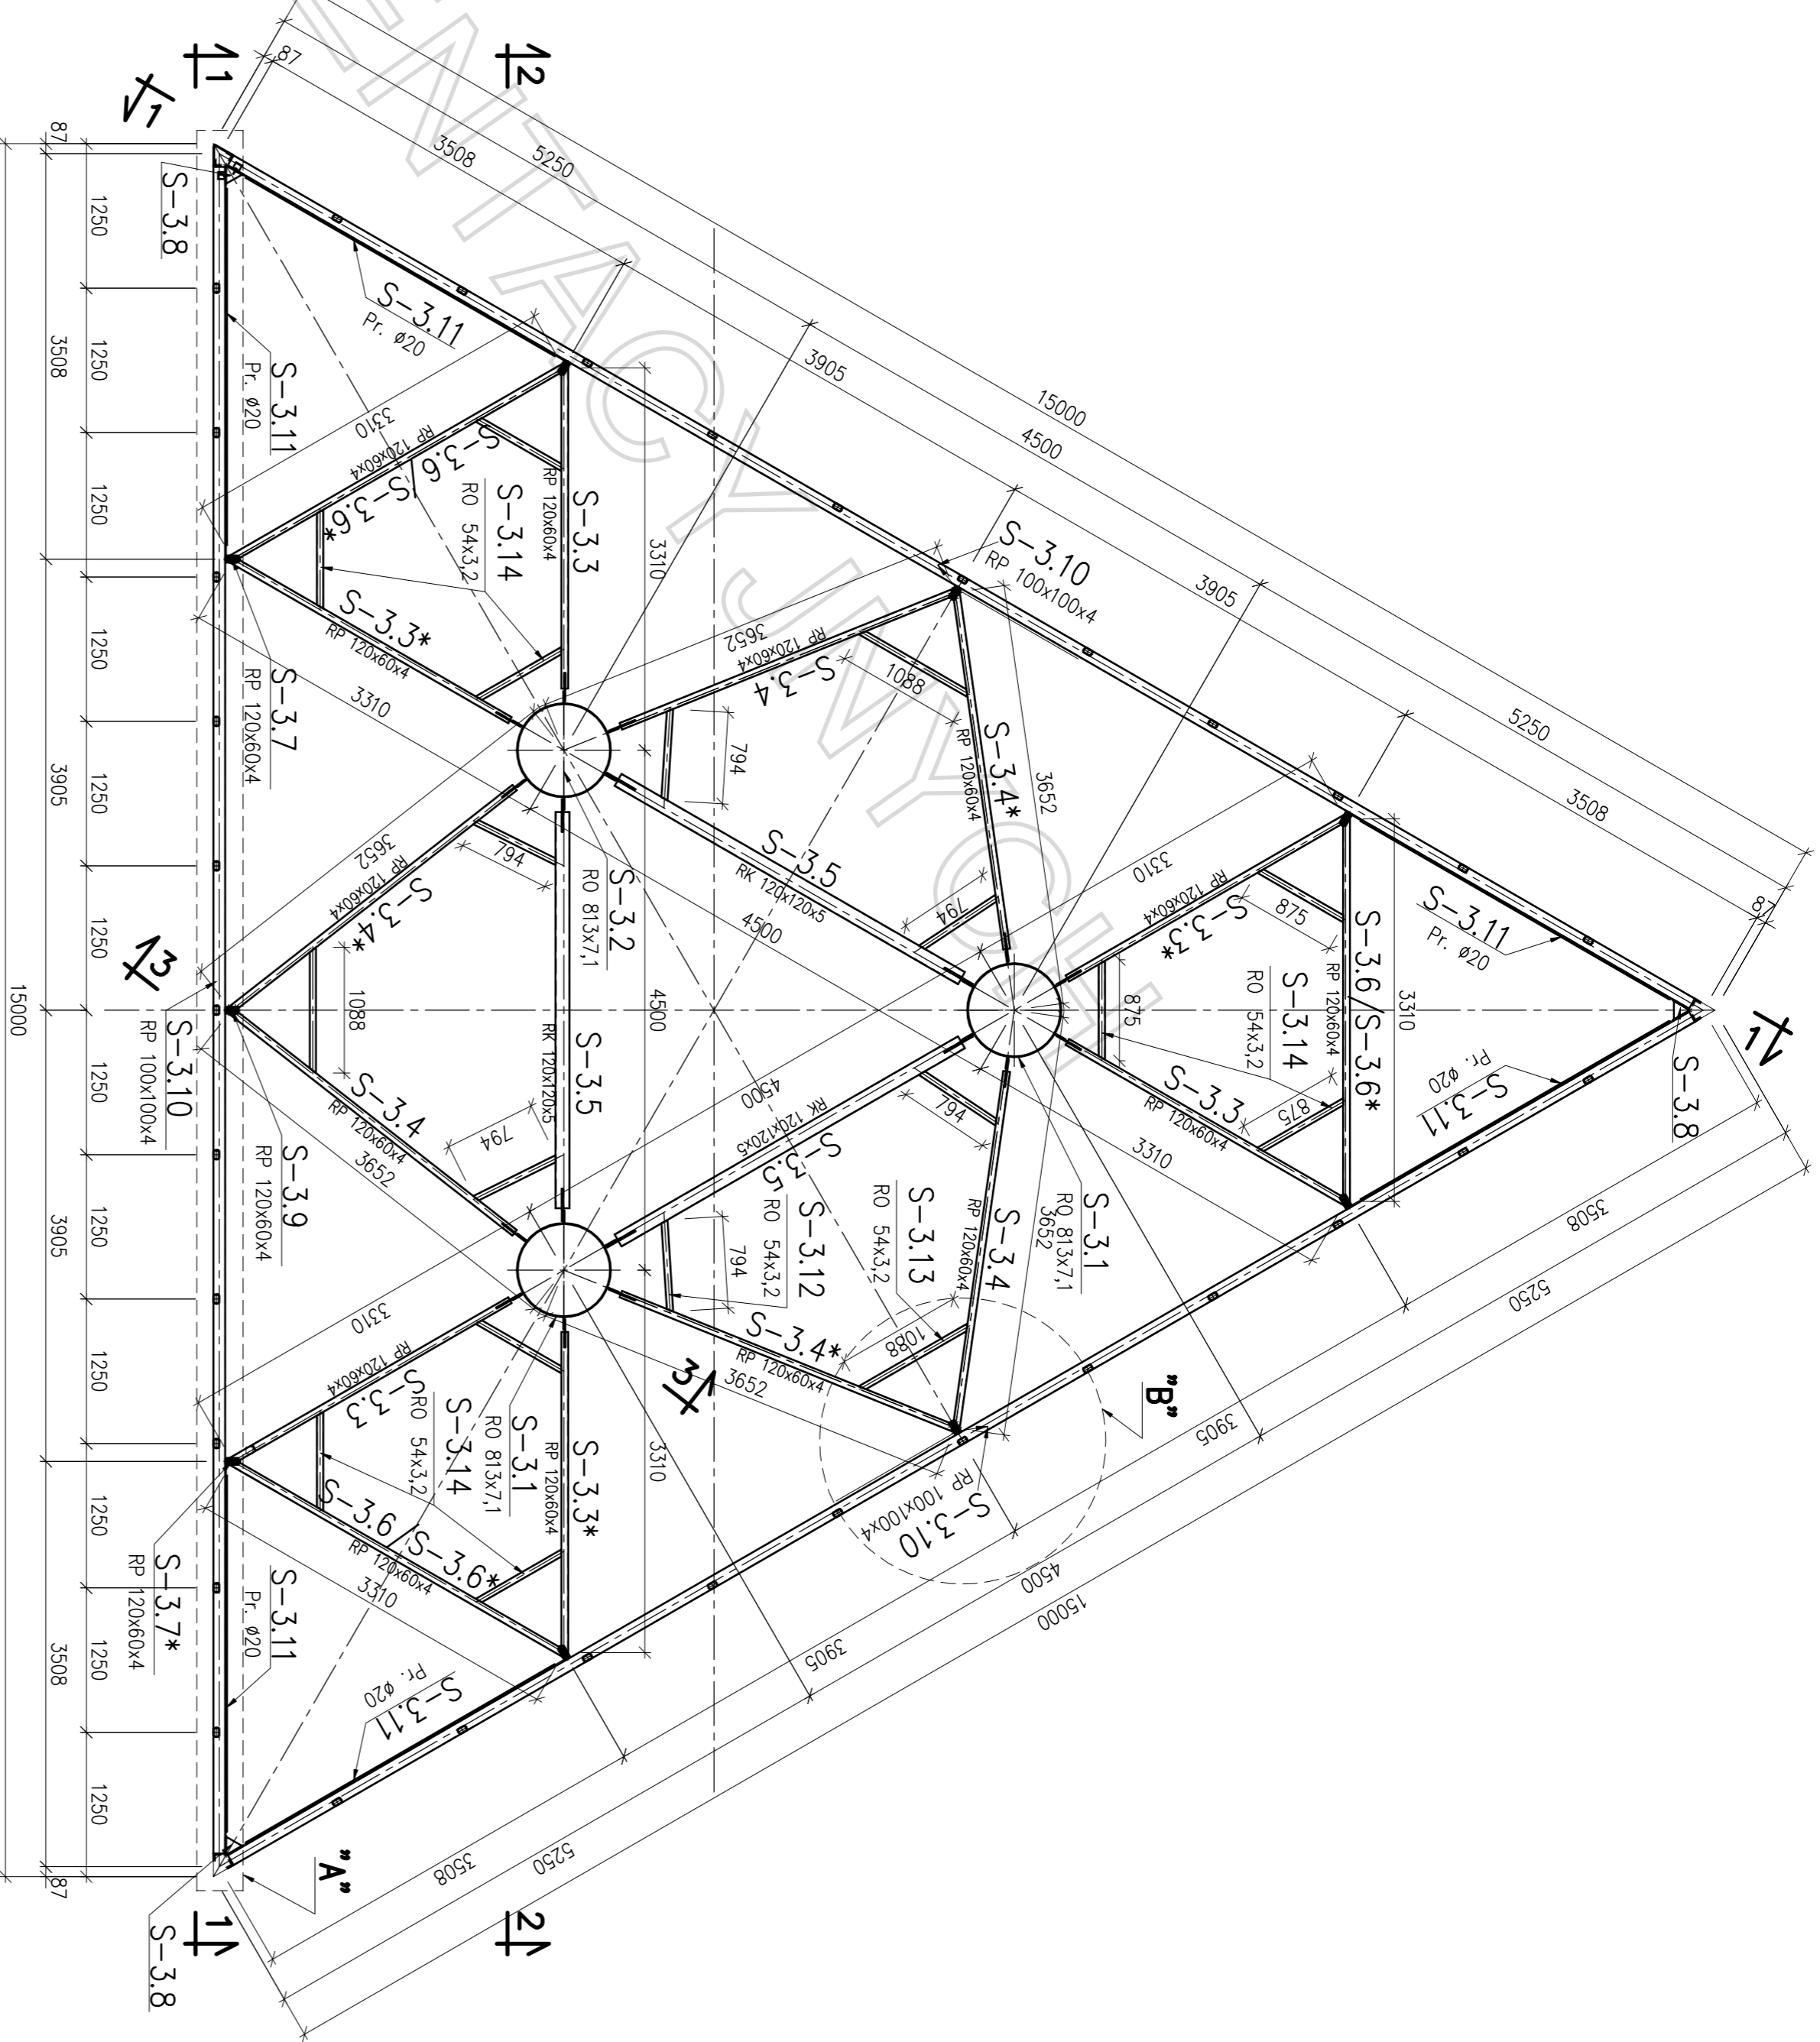 ENTACYJNYCH
1
2
1
87
87
3508
5250
3905
15000
4500
3905
5250
3508
87
1250
1250
1250
1250
1250
1250
1250
1250
1250
1250
1250
1250
3508
3905
3905
3508
87
15000
S-3.8
S-3.11
Pr. ø20
S-3.11
Pr. ø20
3310
RP 120x60x4
S-3.6/S-3.6*
RO 54x3,2
S-3.14
RP 120x60x4
S-3.3
3310
S-3.3*
RP 120x60x4
S-3.7
RP 120x60x4
3310
S-3.10
RP 100x100x4
3652
RP 120x60x4
S-3.4
1088
794
S-3.4*
RP 120x60x4
3652
S-3.5
RK 120x120x5
794
4500
S-3.2
RO 813x7,1
794
3652
RP 120x60x4
S-3.4*
3
1088
S-3.10
RP 100x100x4
S-3.9
RP 120x60x4
S-3.4
RP 120x60x4
794
3652
4500
S-3.5
RK 120x120x5
4500
RK 120x120x5
S-3.5
794
3310
RP 120x60x4
S-3.3*
875
875
S-3.14
RO 54x3,2
S-3.6/S-3.6*
RP 120x60x4
3310
S-3.11
Pr. ø20
Pr. ø20
S-3.11
S-3.8
1
S-3.3
RP 120x60x4
875
3310
S-3.1
RO 813x7,1
3652
S-3.4
RP 120x60x4
S-3.13
RO 54x3,2
S-3.12
RO 54x3,2
794
S-3.4*
RP 120x60x4
1088
3652
3
"B"
RP 100x100x4
S-3.10
3310
RP 120x60x4
S-3.3
S-3.14
RO 54x3,2
S-3.1
RO 813x7,1
S-3.3*
RP 120x60x4
3310
S-3.6/S-3.6*
RP 120x60x4
3310
S-3.7*
RP 120x60x4
S-3.11
Pr. ø20
Pr. ø20
S-3.11
3508
5250
3905
3905
4500
15000
3508
5250
"A"
1
2
S-3.8